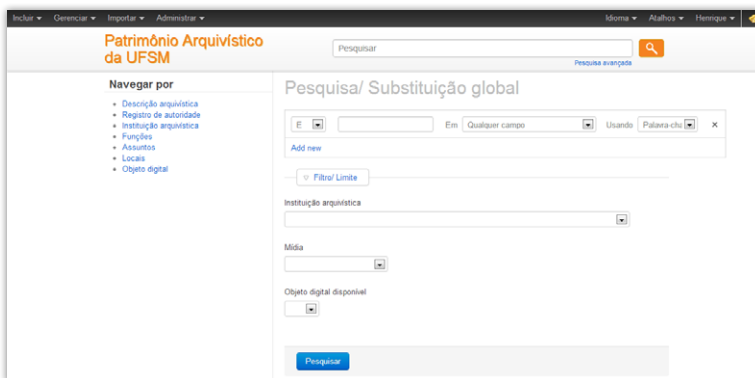 Incluir Gerenciar Importar Administrar Idioma Atalhos Henrique
Patrimônio Arquivístico
da UFSM
Pesquisar
Pesquisa avançada
Navegar por
Descrição arquivística
Registro de autoridade
Instituição arquivística
Funções
Assuntos
Locais
Objeto digital
Pesquisa/ Substituição global
E Em Qualquer campo Usando Palavra-cha ×
Add new
Filtro/ Limite
Instituição arquivística
Mídia
Objeto digital disponível
Pesquisar